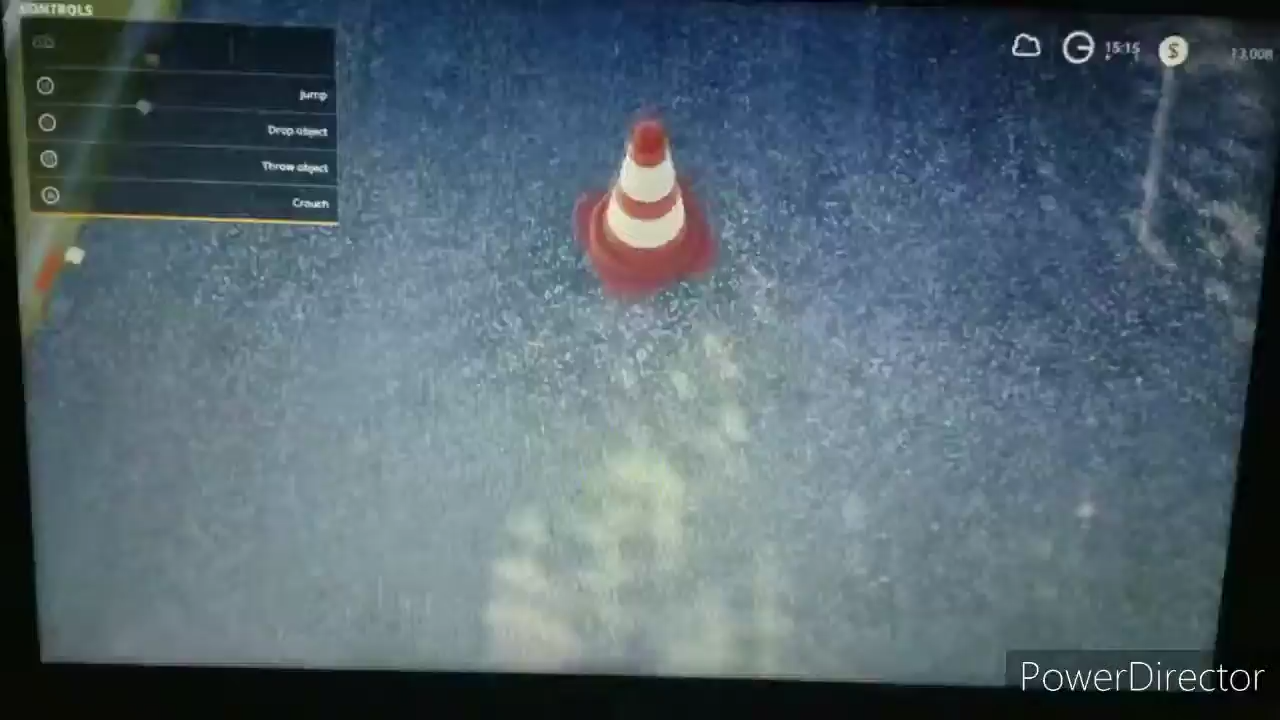 CONTROLS
15:15
$
Jump
Drop object
Throw object
Crouch
PowerDirector